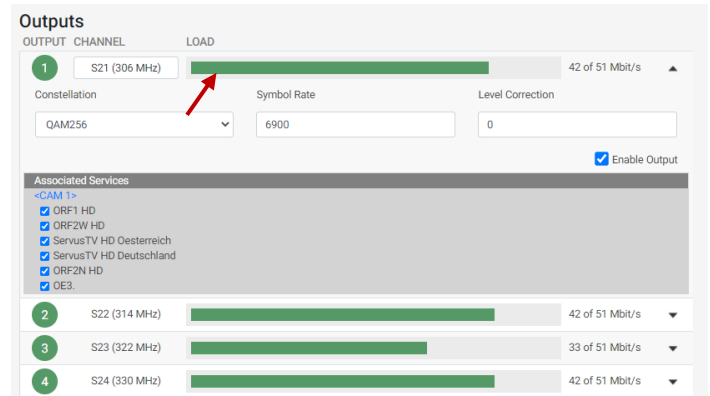 Outputs
OUTPUT CHANNEL LOAD
1 S21 (306 MHz) 42 of 51 Mbit/s
Constellation Symbol Rate Level Correction
QAM256 6900 0
Enable Output
Associated Services
<CAM 1>
ORF1 HD
ORF2W HD
ServusTV HD Oesterreich
ServusTV HD Deutschland
ORF2N HD
OE3.
2 S22 (314 MHz) 42 of 51 Mbit/s
3 S23 (322 MHz) 33 of 51 Mbit/s
4 S24 (330 MHz) 42 of 51 Mbit/s